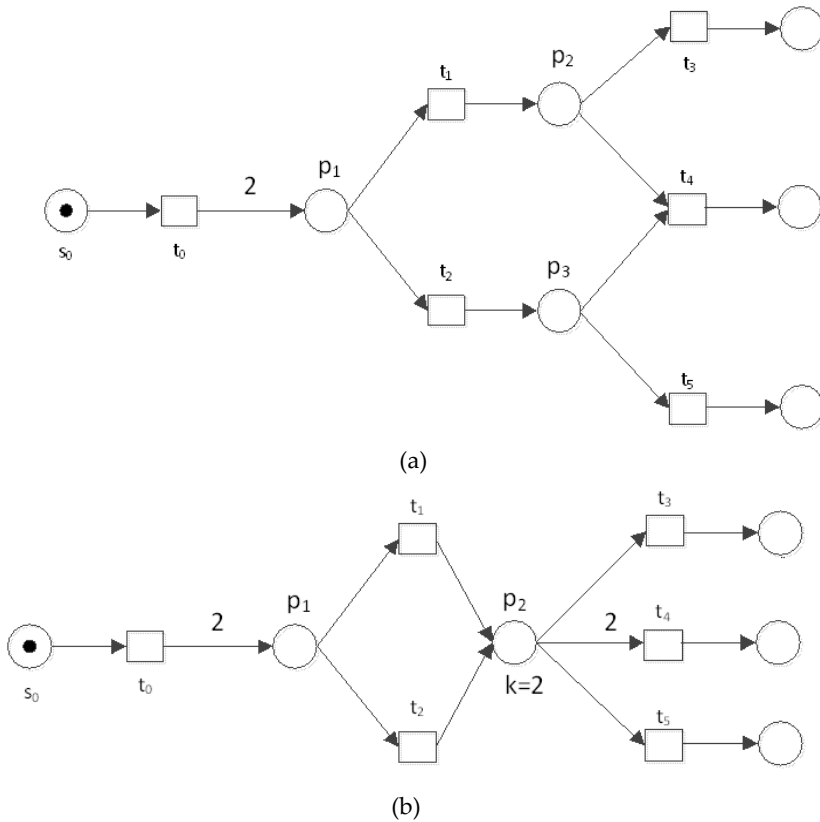 t₃
p₂
t₁
p₁
2
t₄
s₀
t₀
t₂
p₃
t₅
(a)
t₃
t₁
p₁
p₂
2
2
t₄
s₀
t₀
k=2
t₂
t₅
(b)